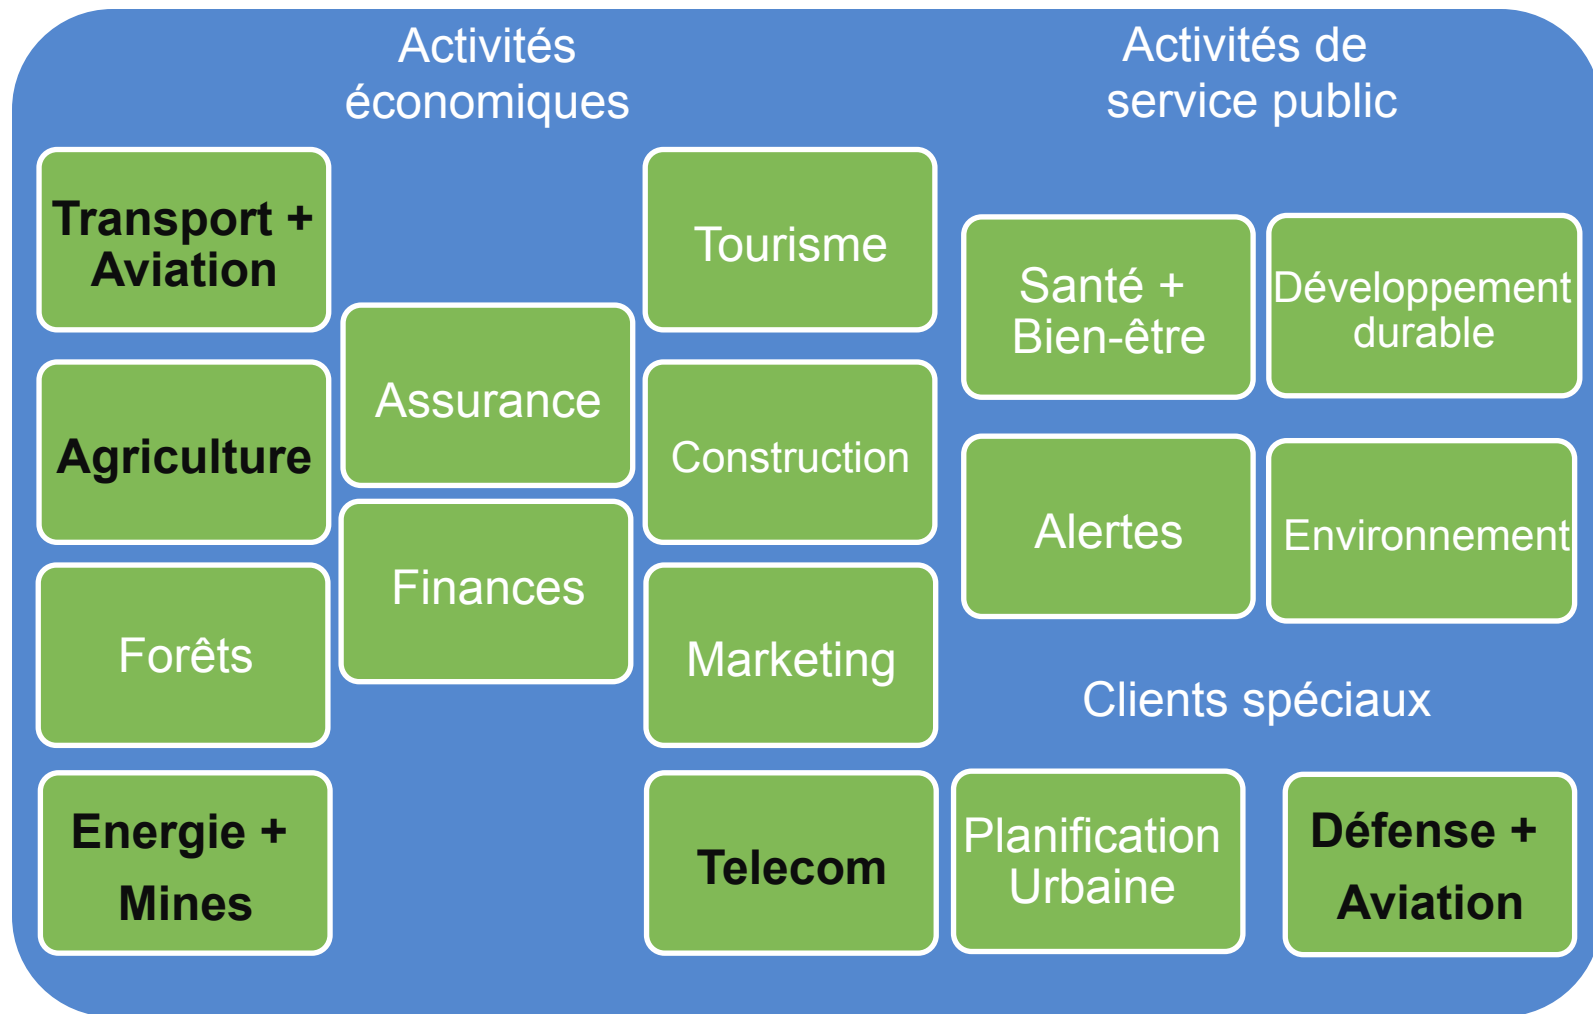 Activités
économiques
Transport +
Aviation
Agriculture
Forêts
Energie +
Mines
Assurance
Finances
Tourisme
Construction
Marketing
Telecom
Activités de
service public
Santé +
Bien-être
Développement
durable
Alertes
Environnement
Clients spéciaux
Planification
Urbaine
Défense +
Aviation